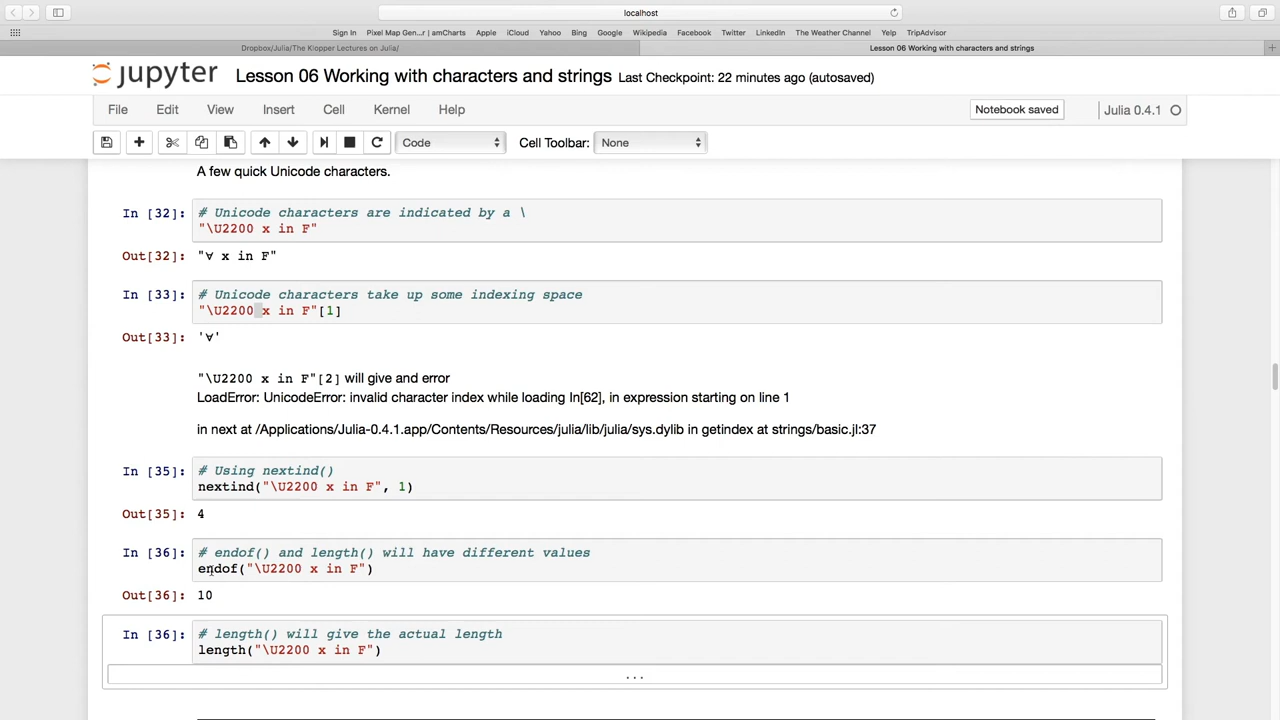 localhost
Sign In Pixel Map Gen...r | amCharts Apple iCloud Yahoo Bing Google Wikipedia Facebook Twitter LinkedIn The Weather Channel Yelp TripAdvisor
Dropbox/Julia/The Klopper Lectures on Julia/ Lesson 06 Working with characters and strings
jupyter Lesson 06 Working with characters and strings Last Checkpoint: 22 minutes ago (autosaved)
File Edit View Insert Cell Kernel Help Notebook saved Julia 0.4.1
Code Cell Toolbar: None
A few quick Unicode characters.
In [32]: # Unicode characters are indicated by a \
"\U2200 x in F"
Out[32]: "∀ x in F"
In [33]: # Unicode characters take up some indexing space
"\U2200 x in F"[1]
Out[33]: '∀'
"\U2200 x in F"[2] will give and error
LoadError: UnicodeError: invalid character index while loading In[62], in expression starting on line 1
in next at /Applications/Julia-0.4.1.app/Contents/Resources/julia/lib/julia/sys.dylib in getindex at strings/basic.jl:37
In [35]: # Using nextind()
nextind("\U2200 x in F", 1)
Out[35]: 4
In [36]: # endof() and length() will have different values
endof("\U2200 x in F")
Out[36]: 10
In [36]: # length() will give the actual length
length("\U2200 x in F")
...